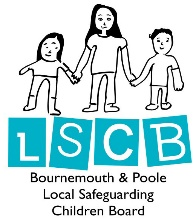 LSCB
Bournemouth & Poole
Local Safeguarding
Children Board